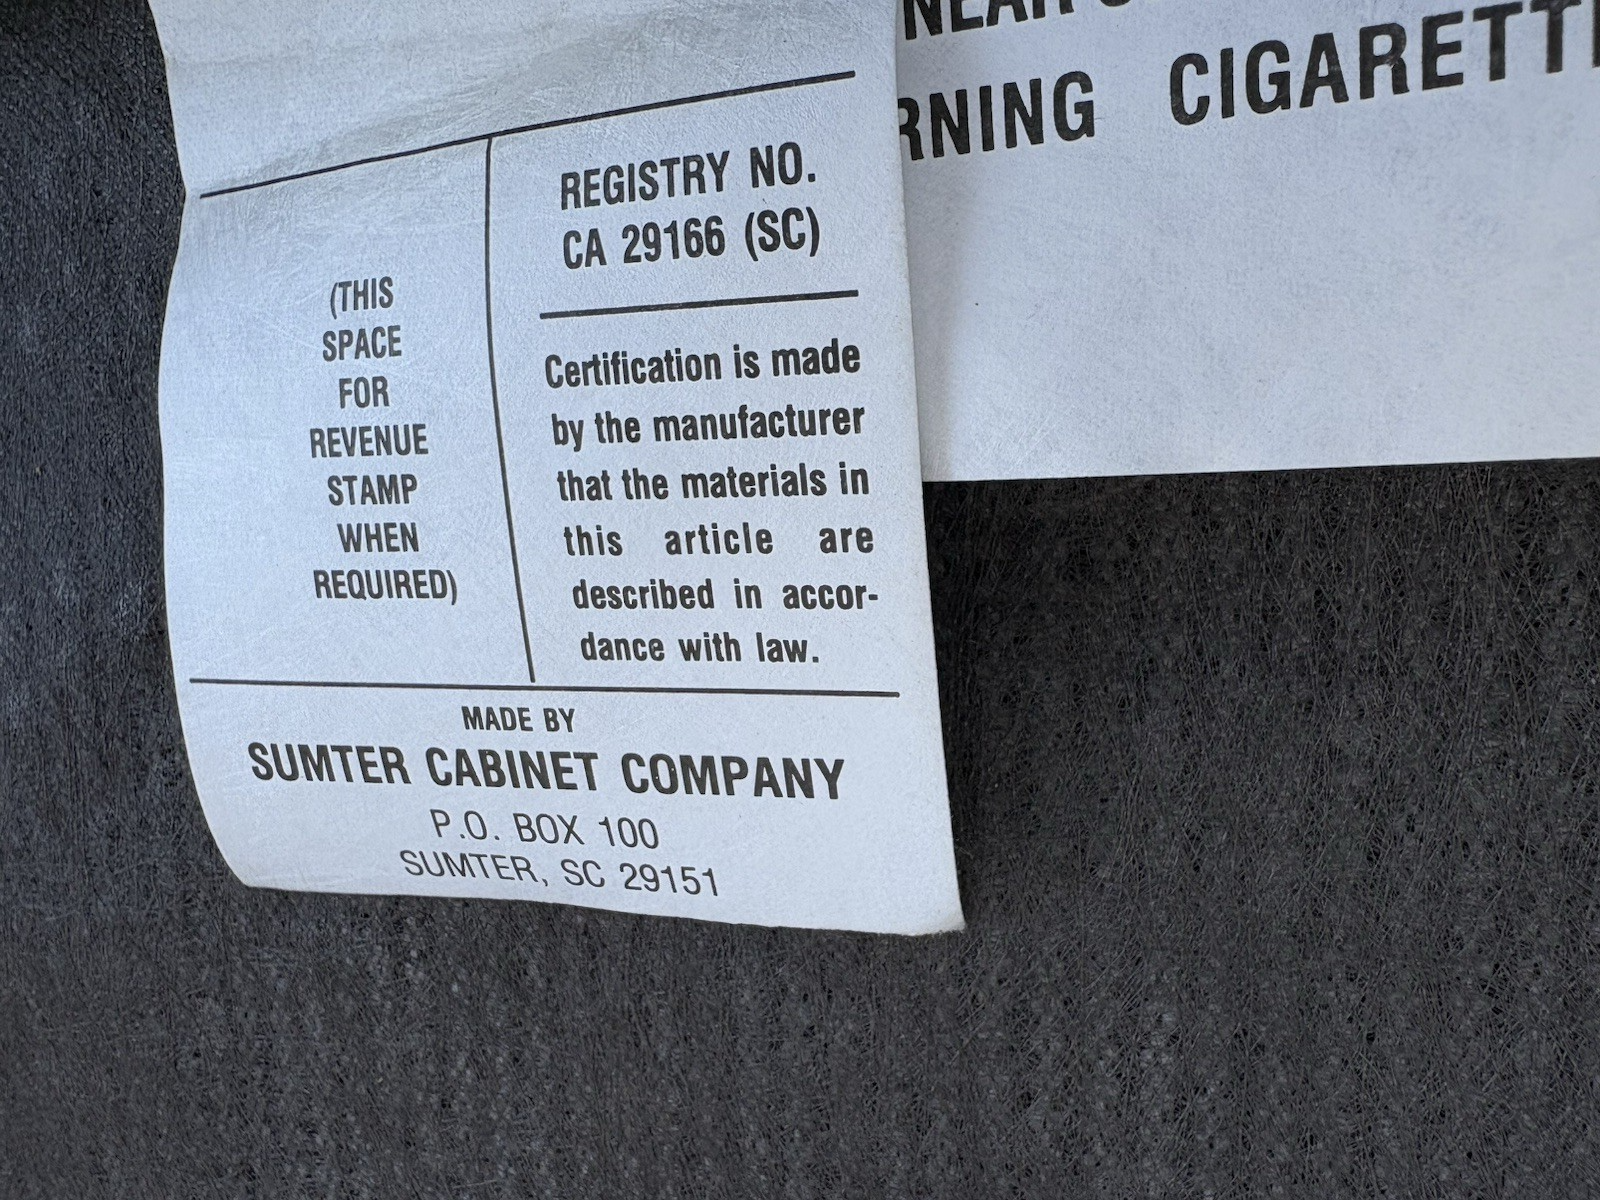 CIGARETT
REGISTRY NO.
CA 29166 (SC)
(THIS
SPACE
FOR
REVENUE
STAMP
WHEN
REQUIRED)
Certification is made
by the manufacturer
that the materials in
this article are
described in accor-
dance with law.
MADE BY
SUMTER CABINET COMPANY
P.O. BOX 100
SUMTER, SC 29151